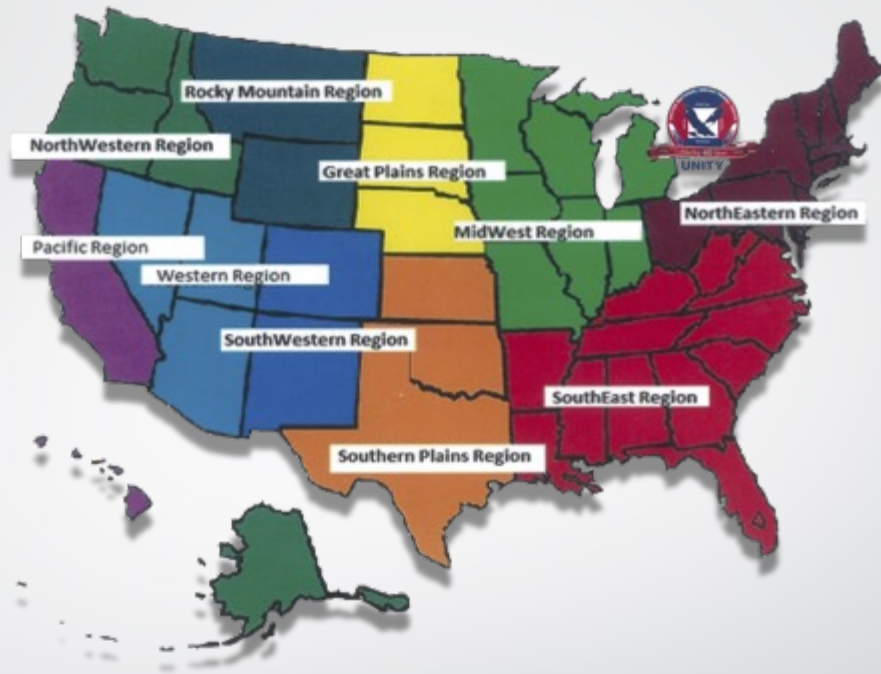 Rocky Mountain Region
NorthWestern Region
Great Plains Region
UNITY
NorthEastern Region
MidWest Region
Pacific Region
Western Region
SouthWestern Region
SouthEast Region
Southern Plains Region